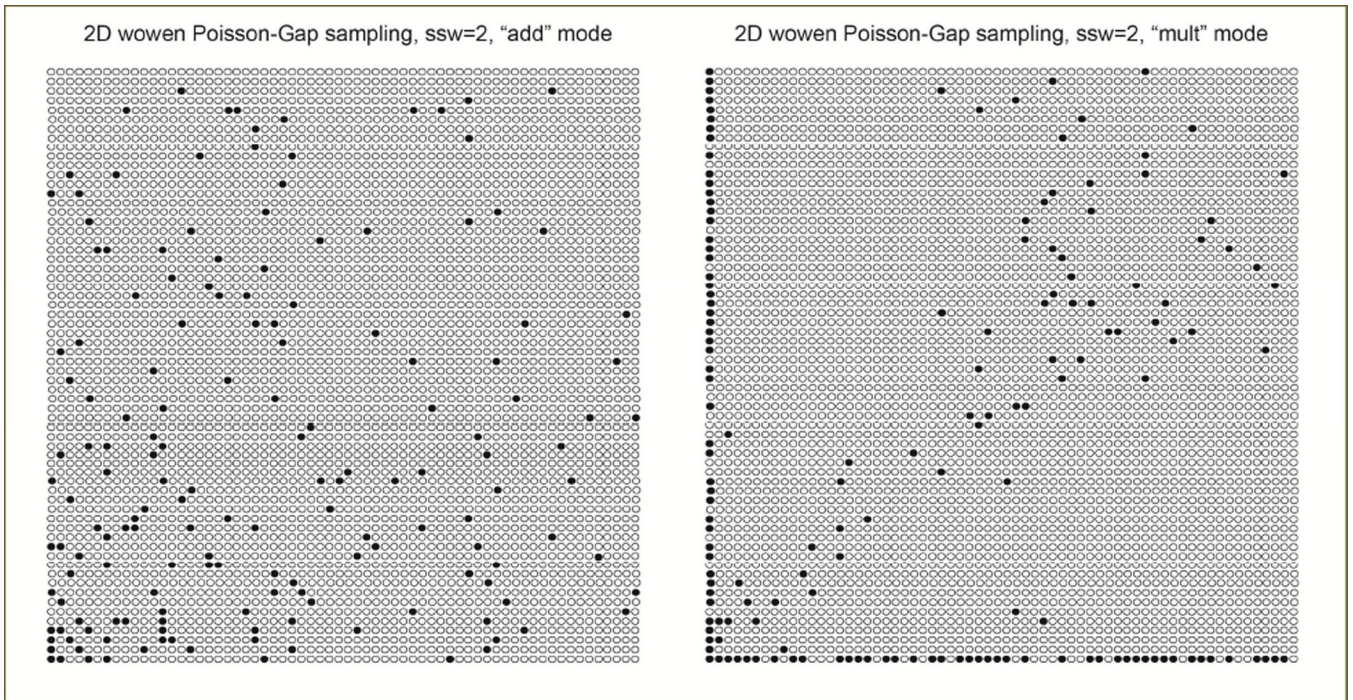 2D wowen Poisson-Gap sampling, ssw=2, “add” mode
2D wowen Poisson-Gap sampling, ssw=2, “mult” mode